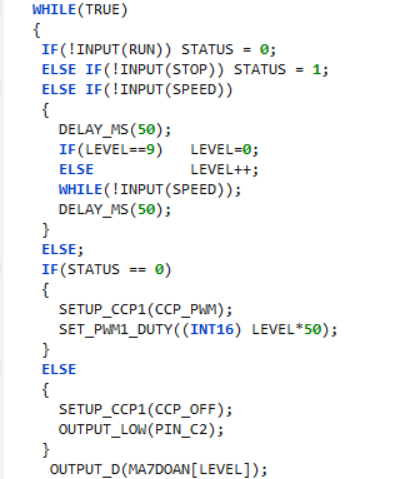 WHILE(TRUE)
{
IF(!INPUT(RUN)) STATUS = 0;
ELSE IF(!INPUT(STOP)) STATUS = 1;
ELSE IF(!INPUT(SPEED))
{
DELAY_MS(50);
IF(LEVEL==9) LEVEL=0;
ELSE LEVEL++;
WHILE(!INPUT(SPEED));
DELAY_MS(50);
}
ELSE;
IF(STATUS == 0)
{
SETUP_CCP1(CCP_PWM);
SET_PWM1_DUTY((INT16) LEVEL*50);
}
ELSE
{
SETUP_CCP1(CCP_OFF);
OUTPUT_LOW(PIN_C2);
}
OUTPUT_D(MA7DOAN[LEVEL]);